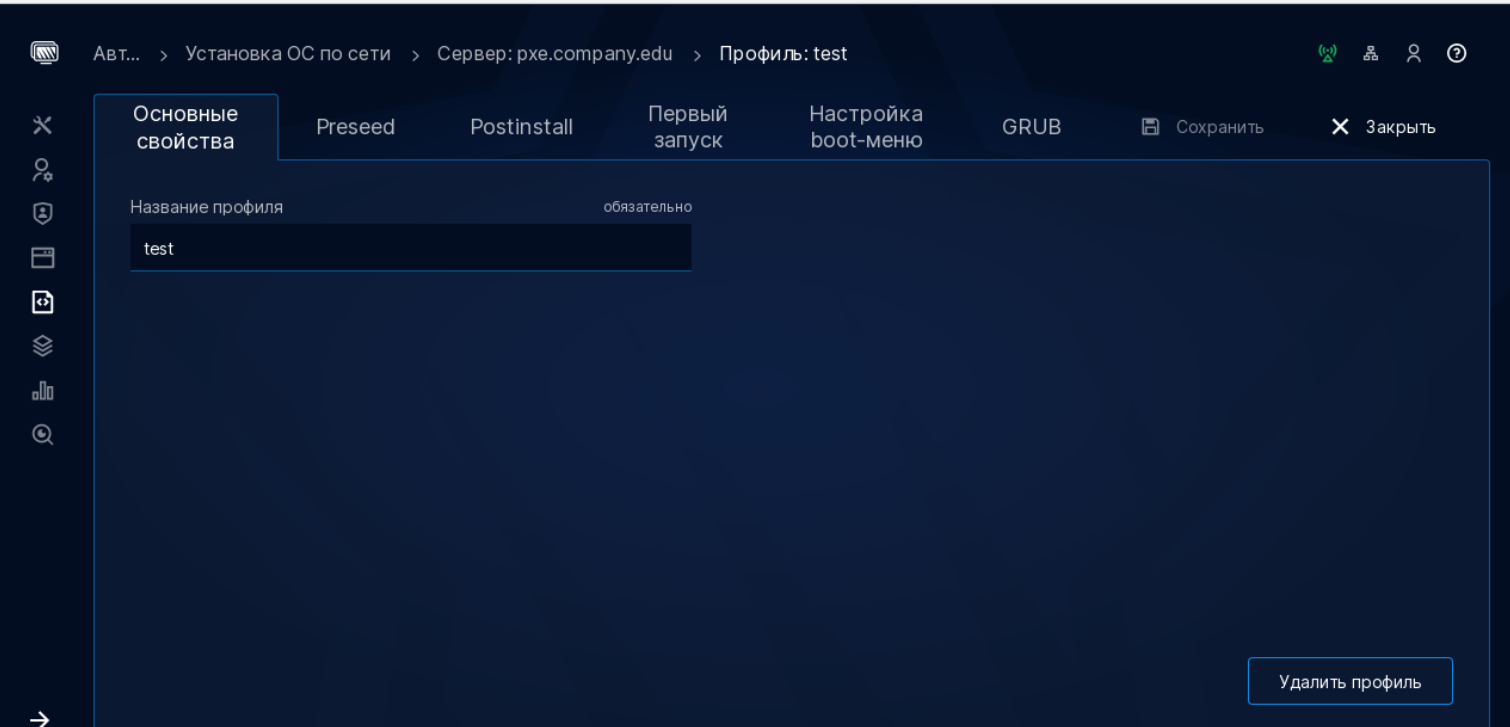 Авт... > Установка ОС по сети > Сервер: pxe.company.edu > Профиль: test
Основные свойства
Preseed
Postinstall
Первый запуск
Настройка boot-меню
GRUB
Сохранить
Закрыть
Название профиля
обязательно
test
Удалить профиль